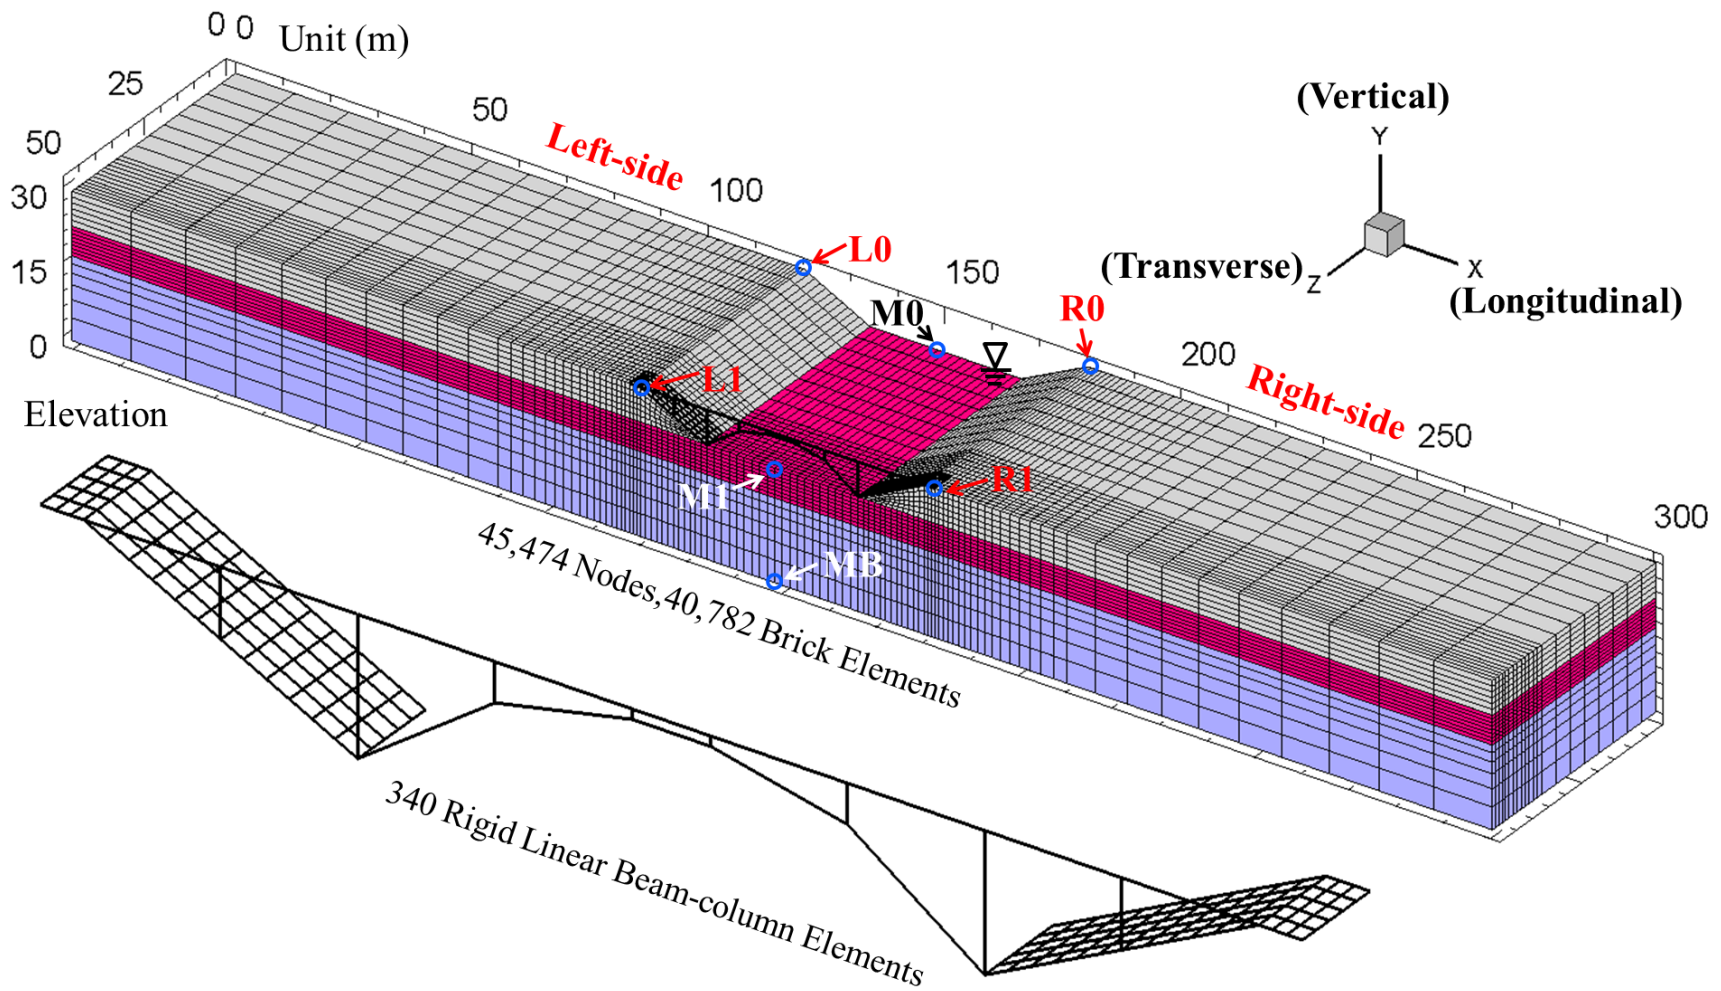 0 0
Unit (m)
25
50
50
Left-side
100
(Vertical)
Y
30
L0
150
(Transverse)
Z
X
(Longitudinal)
M0
R0
15
0
200
Right-side
L1
250
Elevation
M1
R1
300
MB
45,474 Nodes,40,782 Brick Elements
340 Rigid Linear Beam-column Elements